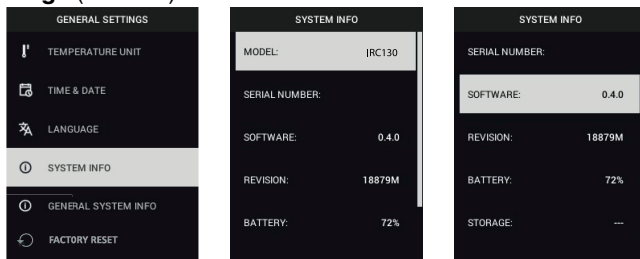 GENERAL SETTINGS
TEMPERATURE UNIT
TIME & DATE
LANGUAGE
SYSTEM INFO
GENERAL SYSTEM INFO
FACTORY RESET
SYSTEM INFO
MODEL: IRC130
SERIAL NUMBER:
SOFTWARE: 0.4.0
REVISION: 18879M
BATTERY: 72%
SYSTEM INFO
SERIAL NUMBER:
SOFTWARE: 0.4.0
REVISION: 18879M
BATTERY: 72%
STORAGE: ---